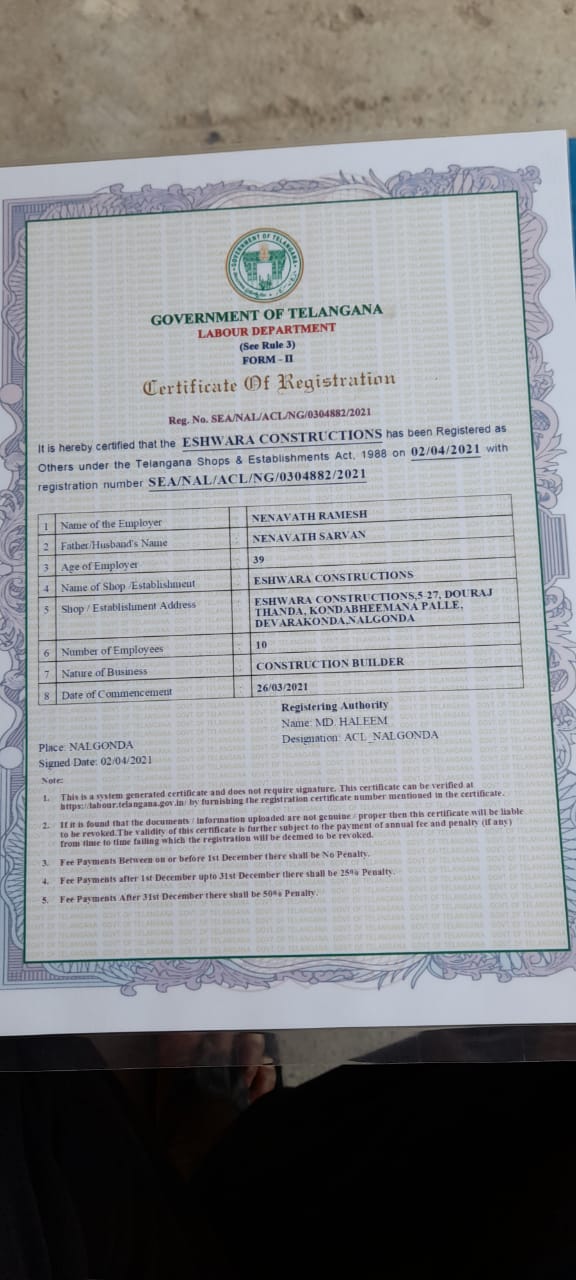 GOVERNMENT OF TELANGANA
GOVERNMENT OF TELANGANA
LABOUR DEPARTMENT
(See Rule 3)
FORM - II
Certificate Of Registration
Reg. No. SEA/NAL/ACL/NG/0304882/2021
It is hereby certified that the ESHWARA CONSTRUCTIONS has been Registered as
Others under the Telangana Shops & Establishments Act, 1988 on 02/04/2021 with
registration number SEA/NAL/ACL/NG/0304882/2021
1 Name of the Employer : NENAVATH RAMESH
2 Father/Husband's Name : NENAVATH SARVAN
3 Age of Employer : 39
4 Name of Shop /Establishment : ESHWARA CONSTRUCTIONS
5 Shop / Establishment Address : ESHWARA CONSTRUCTIONS,5-27, DOURAJ
THANDA, KONDABHEEMANA PALLE,
DEVARAKONDA,NALGONDA
6 Number of Employees : 10
7 Nature of Business : CONSTRUCTION BUILDER
8 Date of Commencement : 26/03/2021
Registering Authority
Name: MD. HALEEM
Designation: ACL_NALGONDA
Place: NALGONDA
Signed Date: 02/04/2021
Note:
1. This is a system generated certificate and does not require signature. This certificate can be verified at
https://labour.telangana.gov.in/ by furnishing the registration certificate number mentioned in the certificate.
2. If it is found that the documents / information uploaded are not genuine / proper then this certificate will be liable
to be revoked.The validity of this certificate is further subject to the payment of annual fee and penalty (if any)
from time to time failing which the registration will be deemed to be revoked.
3. Fee Payments Between on or before 1st December there shall be No Penalty.
4. Fee Payments after 1st December upto 31st December there shall be 25% Penalty.
5. Fee Payments After 31st December there shall be 50% Penalty.